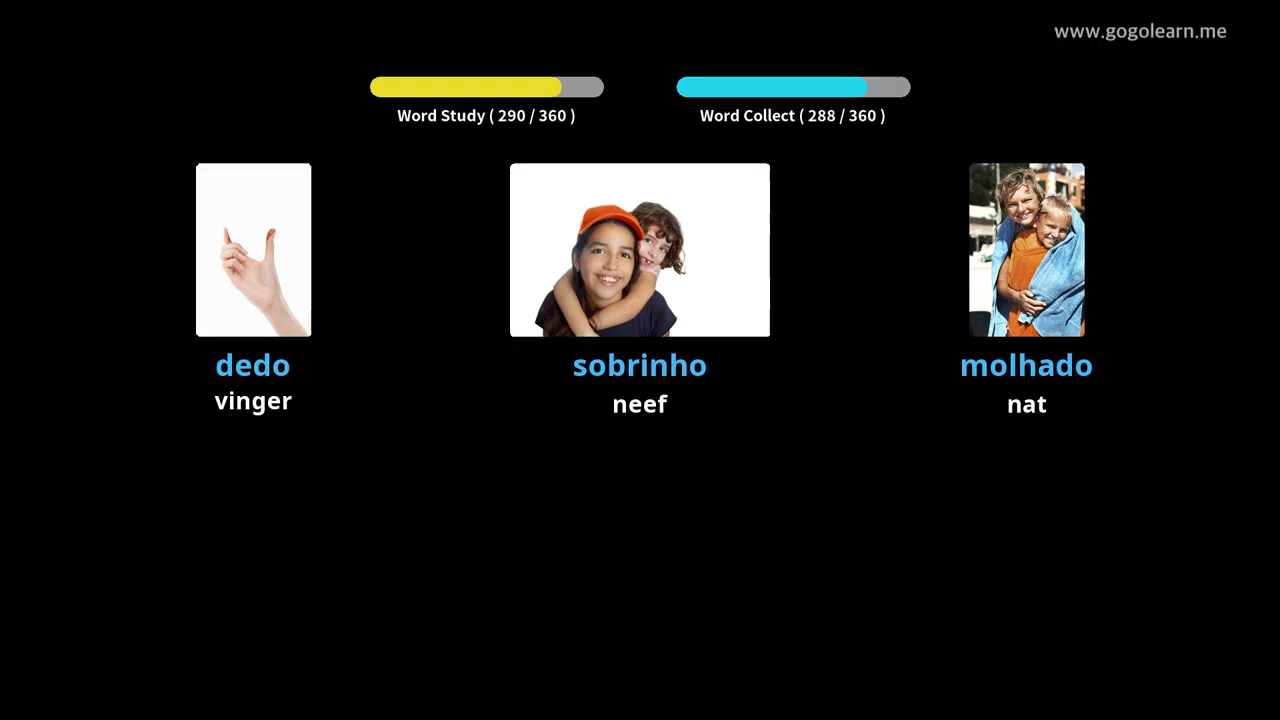 www.gogolearn.me
Word Study ( 290 / 360 )
Word Collect ( 288 / 360 )
dedo
vinger
sobrinho
neef
molhado
nat